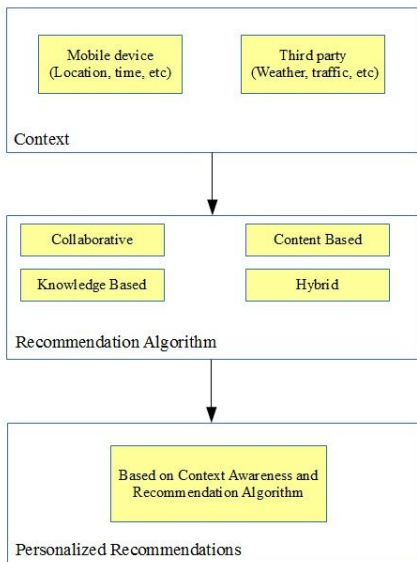 Mobile device
(Location, time, etc)
Third party
(Weather, traffic, etc)
Context
Collaborative
Content Based
Knowledge Based
Hybrid
Recommendation Algorithm
Based on Context Awareness and
Recommendation Algorithm
Personalized Recommendations